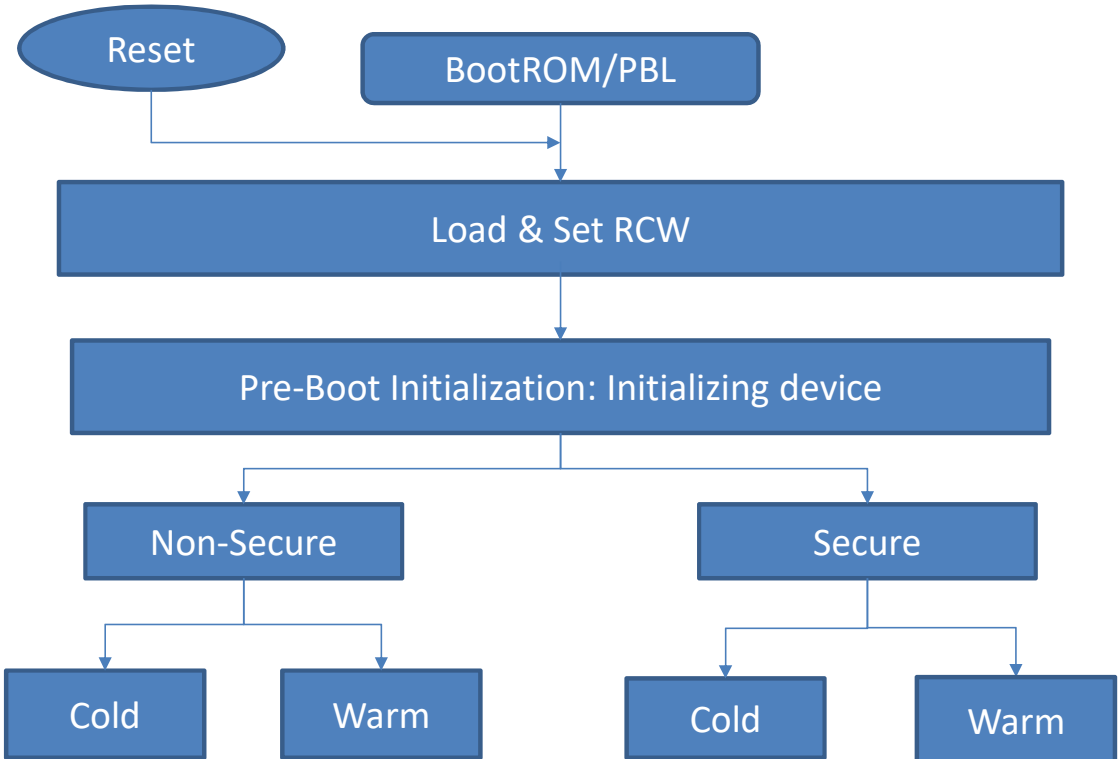 Reset
BootROM/PBL
Load & Set RCW
Pre-Boot Initialization: Initializing device
Non-Secure
Secure
Cold
Warm
Cold
Warm